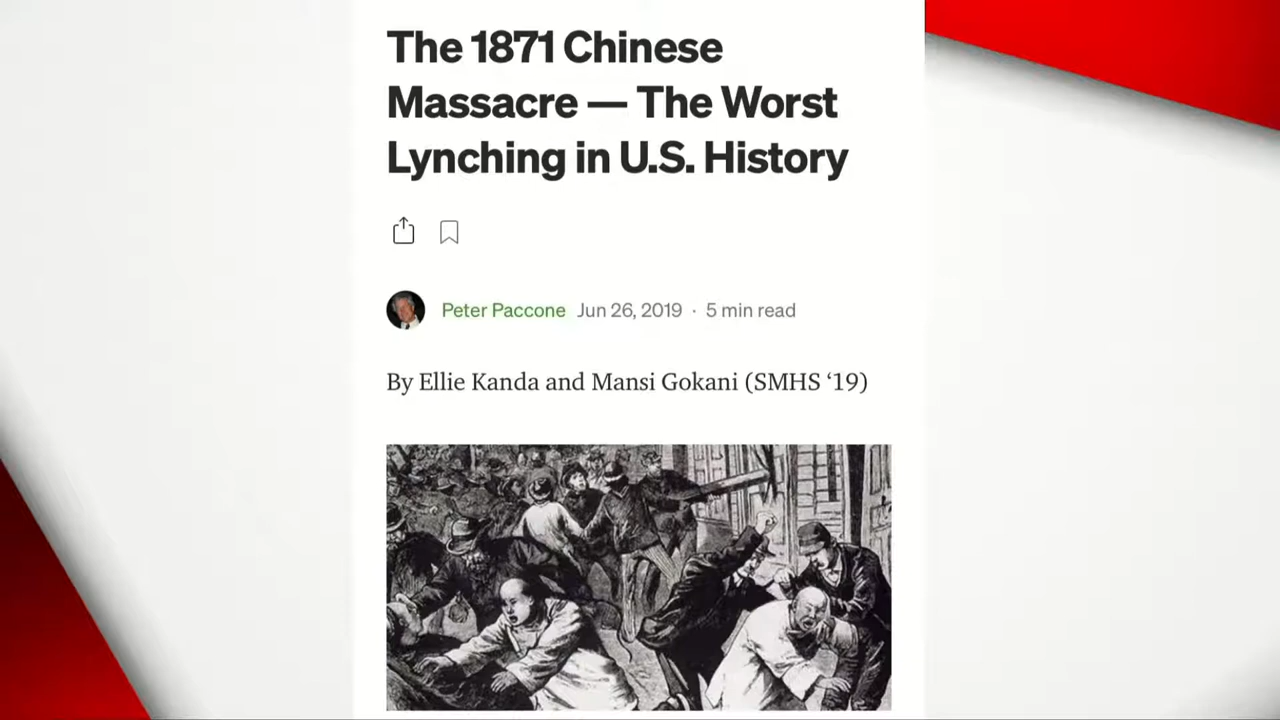 The 1871 Chinese
Massacre — The Worst
Lynching in U.S. History
Peter Paccone Jun 26, 2019 · 5 min read
By Ellie Kanda and Mansi Gokani (SMHS ‘19)